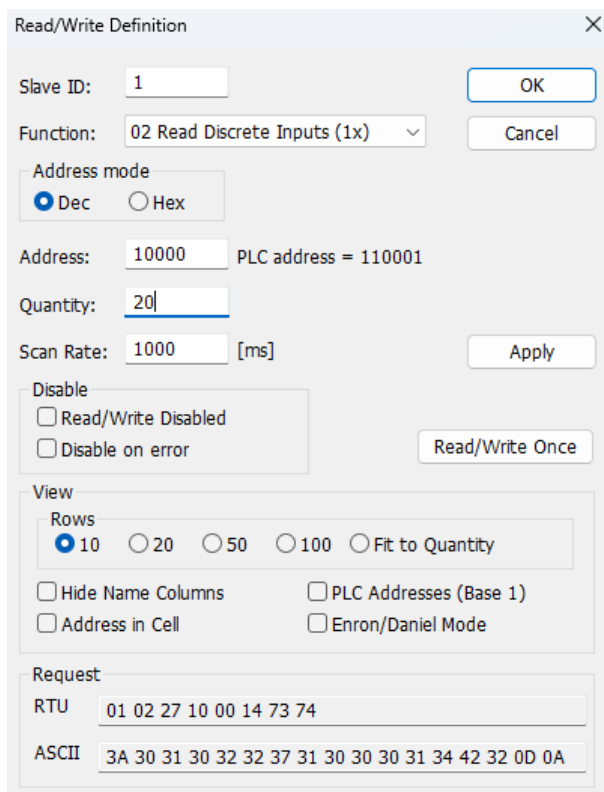 Read/Write Definition
Slave ID: 1 OK
Function: 02 Read Discrete Inputs (1x) Cancel
Address mode
Dec Hex
Address: 10000 PLC address = 110001
Quantity: 20
Scan Rate: 1000 [ms] Apply
Disable
Read/Write Disabled
Disable on error
Read/Write Once
View
Rows
10 20 50 100 Fit to Quantity
Hide Name Columns PLC Addresses (Base 1)
Address in Cell Enron/Daniel Mode
Request
RTU 01 02 27 10 00 14 73 74
ASCII 3A 30 31 30 32 32 37 31 30 30 30 31 34 42 32 0D 0A